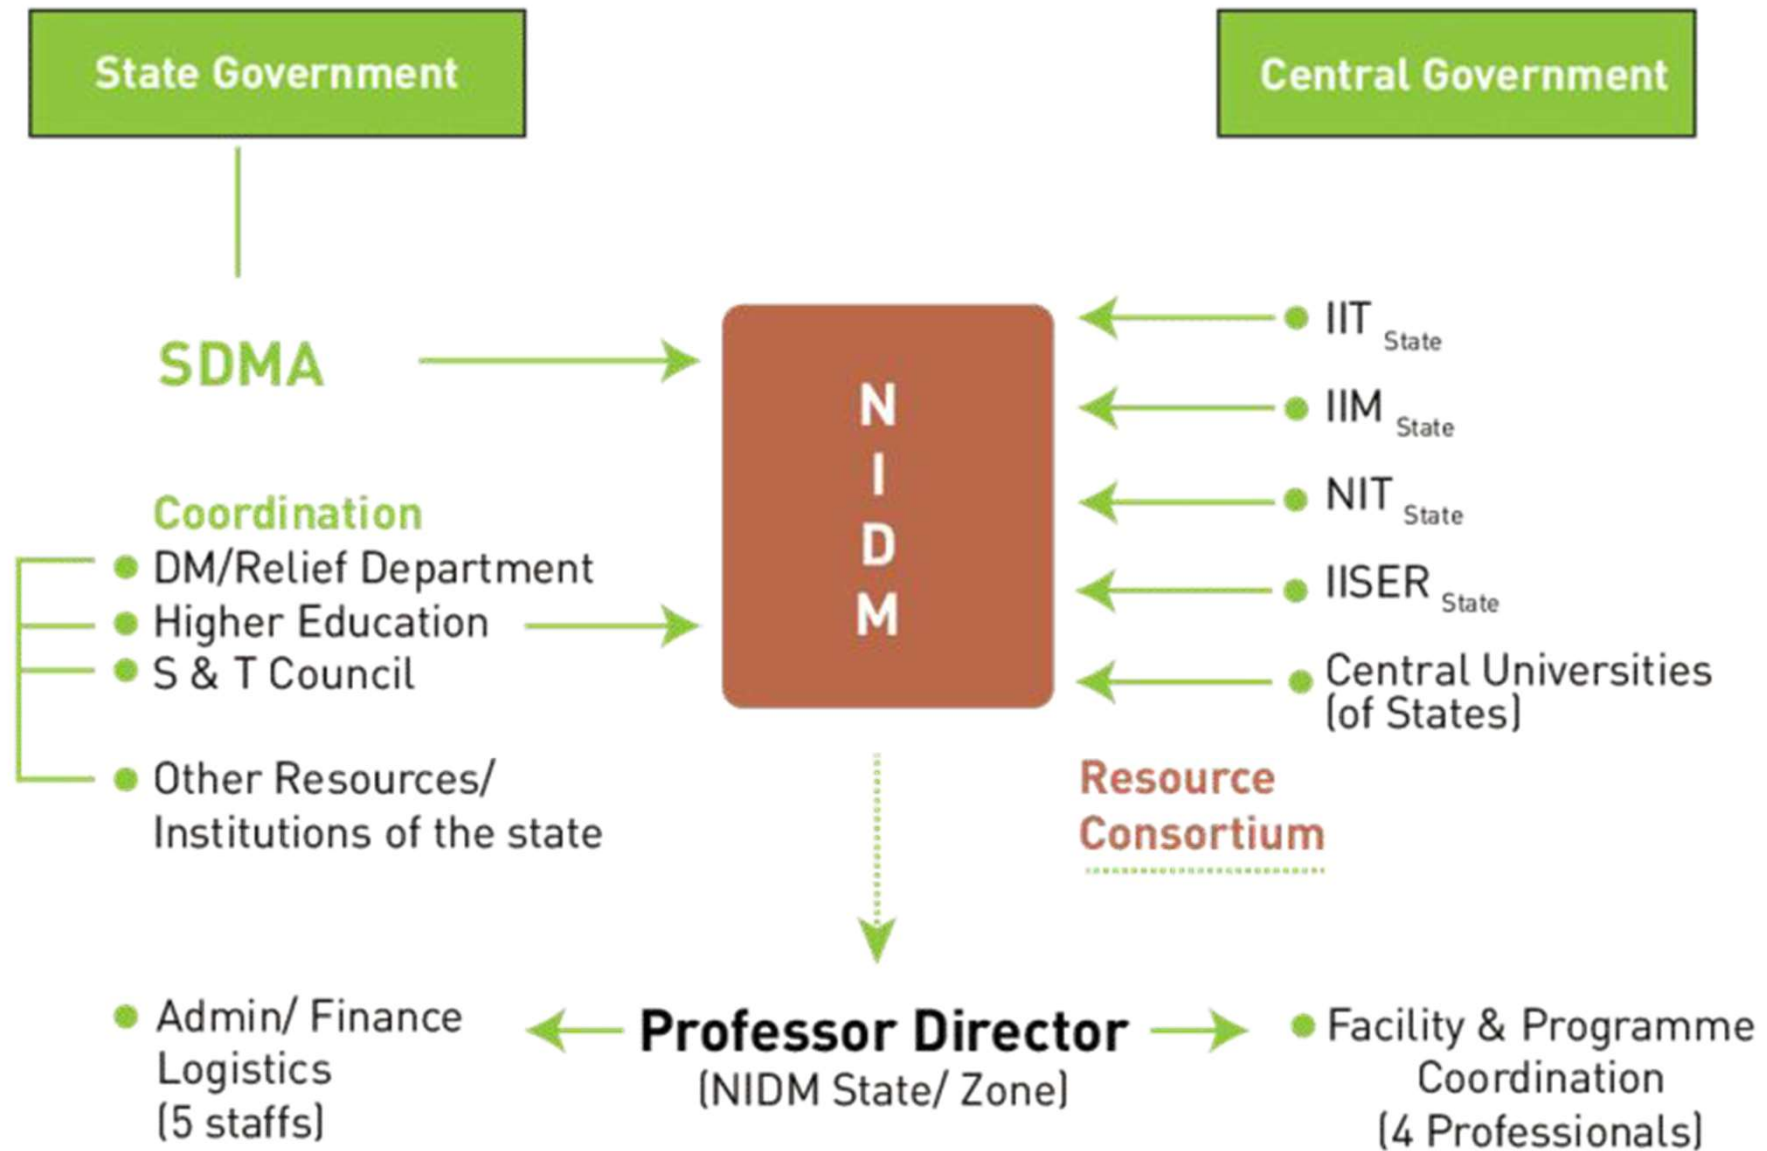 State Government
Central Government
SDMA
N
I
D
M
IIT State
IIM State
NIT State
IISER State
Central Universities
(of States)
Coordination
DM/Relief Department
Higher Education
S & T Council
Other Resources/
Institutions of the state
Resource
Consortium
Admin/ Finance
Logistics
(5 staffs)
Professor Director
(NIDM State/ Zone)
Facility & Programme
Coordination
(4 Professionals)